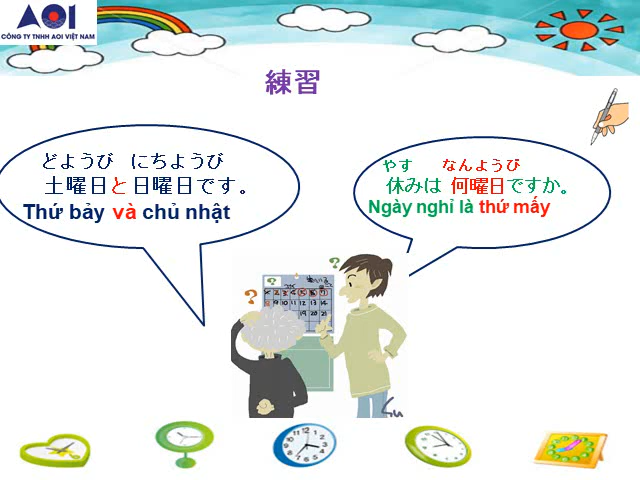 AOI
CÔNG TY TNHH AOI VIỆT NAM
練習
どようび にちようび
土曜日と日曜日です。
Thứ bảy và chủ nhật
やす なんようび
休みは 何曜日ですか。
Ngày nghỉ là thứ mấy